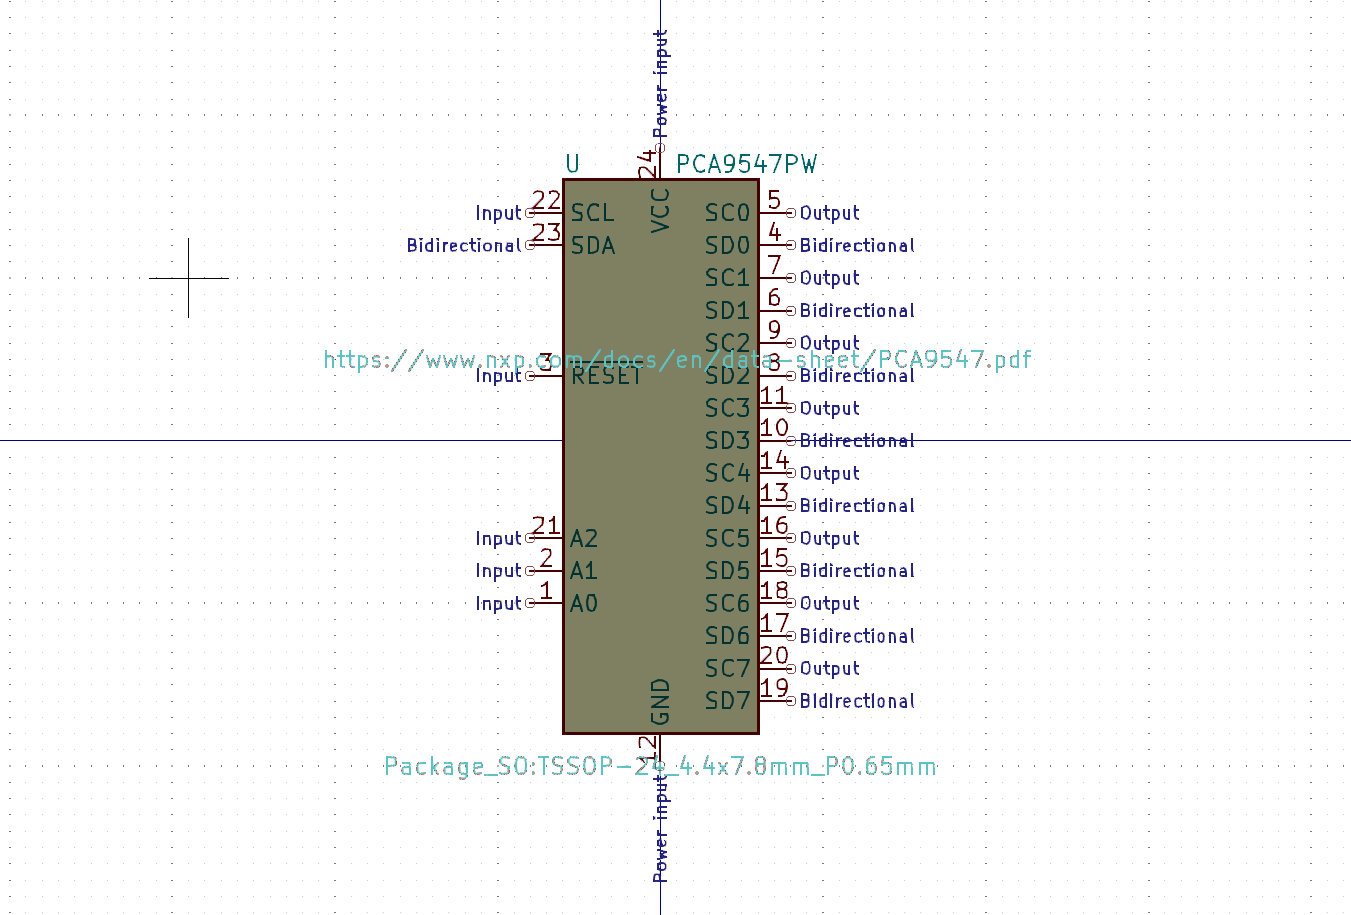 Power input
24
U PCA9547PW
VCC
Input 22 SCL SC0 5 Output
Bidirectional 23 SDA SD0 4 Bidirectional
SC1 7 Output
SD1 6 Bidirectional
SC2 9 Output
https://www.nxp.com/docs/en/data-sheet/PCA9547.pdf
Input 3 RESET SD2 8 Bidirectional
SC3 11 Output
SD3 10 Bidirectional
SC4 14 Output
SD4 13 Bidirectional
Input 21 A2 SC5 16 Output
Input 2 A1 SD5 15 Bidirectional
Input 1 A0 SC6 18 Output
SD6 17 Bidirectional
SC7 20 Output
GND SD7 19 Bidirectional
12
Package_SO:TSSOP-24_4.4x7.8mm_P0.65mm
Power input